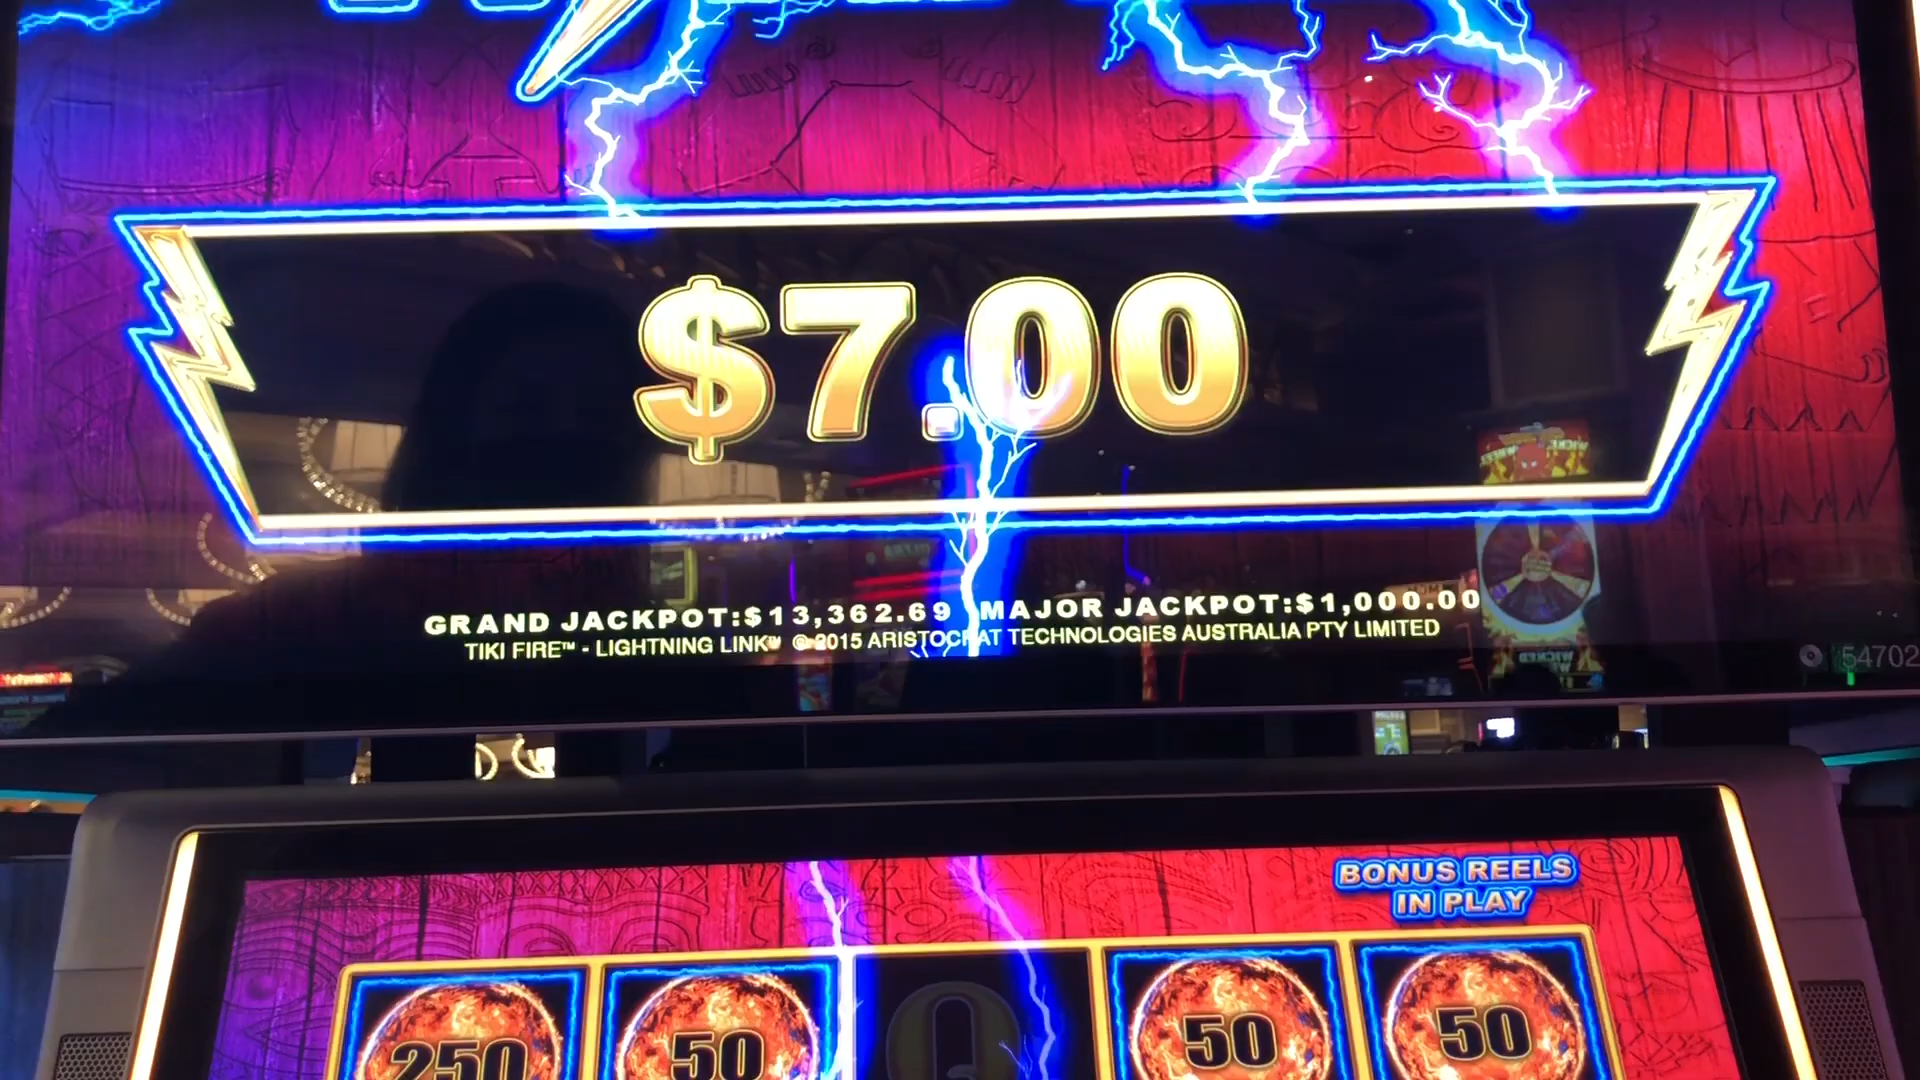 $7.00
GRAND JACKPOT:$13,362.69 MAJOR JACKPOT:$1,000.00
TIKI FIRE™ - LIGHTNING LINK™ ©2015 ARISTOCRAT TECHNOLOGIES AUSTRALIA PTY LIMITED
54702
BONUS REELS
IN PLAY
250 50 Q 50 50